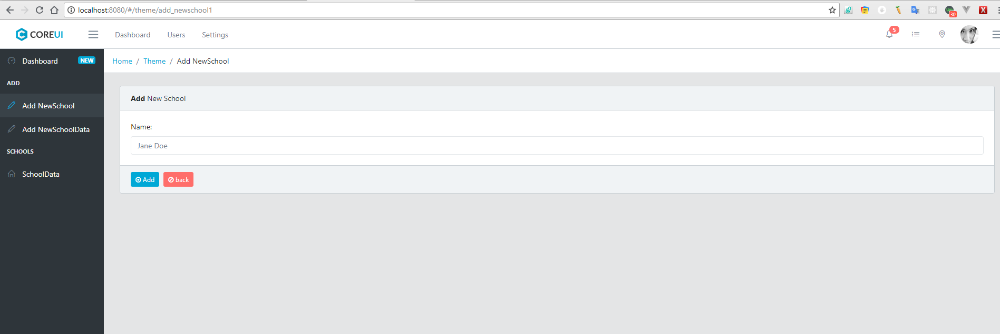 localhost:8080/#/theme/add_newschool1
30
COREUI
Dashboard Users Settings
5
Dashboard NEW
ADD
Add NewSchool
Add NewSchoolData
SCHOOLS
SchoolData
Home / Theme / Add NewSchool
Add New School
Name:
Jane Doe
Add back